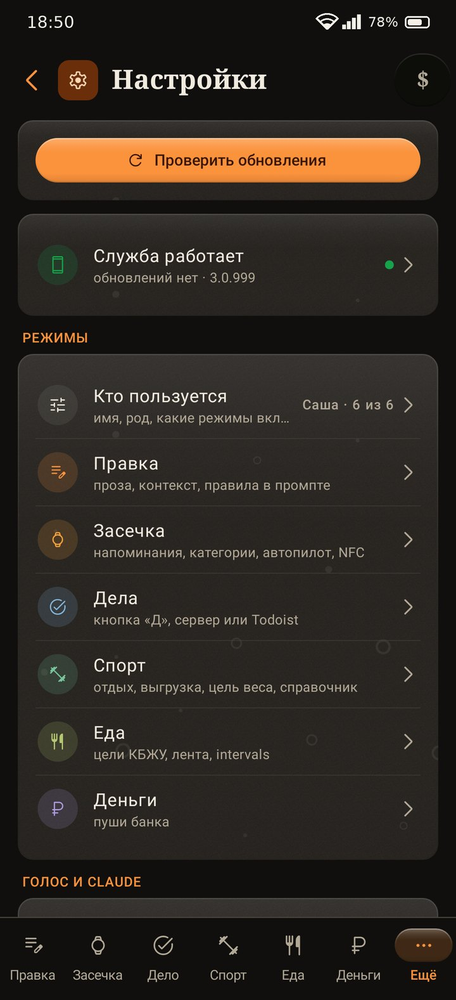 18:50
78%
Настройки
$
Проверить обновления
Служба работает
обновлений нет · 3.0.999
РЕЖИМЫ
Кто пользуется
имя, род, какие режимы вкл…
Саша · 6 из 6
Правка
проза, контекст, правила в промпте
Засечка
напоминания, категории, автопилот, NFC
Дела
кнопка «Д», сервер или Todoist
Спорт
отдых, выгрузка, цель веса, справочник
Еда
цели КБЖУ, лента, intervals
Деньги
пуши банка
ГОЛОС И CLAUDE
Правка
Засечка
Дело
Спорт
Еда
Деньги
Ещё